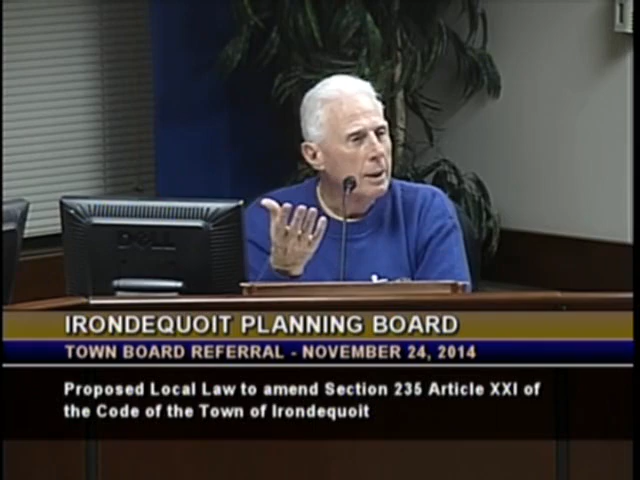 DELL
IRONDEQUOIT PLANNING BOARD
TOWN BOARD REFERRAL - NOVEMBER 24, 2014
Proposed Local Law to amend Section 235 Article XXI of
the Code of the Town of Irondequoit